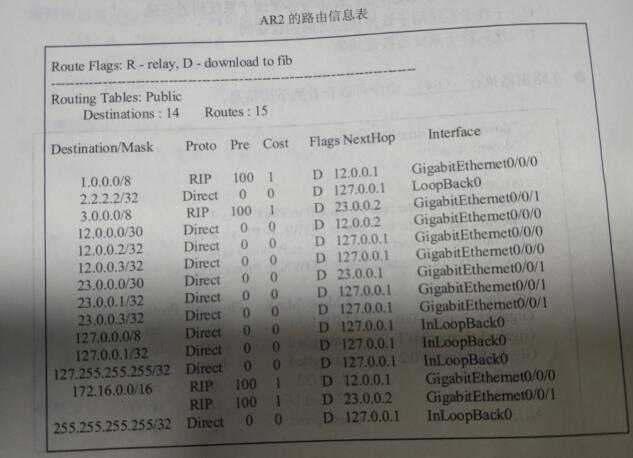 AR2 的路由信息表
Route Flags: R - relay, D - download to fib
Routing Tables: Public
Destinations : 14 Routes : 15
Destination/Mask Proto Pre Cost Flags NextHop Interface
1.0.0.0/8 RIP 100 1 D 12.0.0.1 GigabitEthernet0/0/0
2.2.2.2/32 Direct 0 0 D 127.0.0.1 LoopBack0
3.0.0.0/8 RIP 100 1 D 23.0.0.2 GigabitEthernet0/0/1
12.0.0.0/30 Direct 0 0 D 12.0.0.2 GigabitEthernet0/0/0
12.0.0.2/32 Direct 0 0 D 127.0.0.1 GigabitEthernet0/0/0
12.0.0.3/32 Direct 0 0 D 127.0.0.1 GigabitEthernet0/0/0
23.0.0.0/30 Direct 0 0 D 23.0.0.1 GigabitEthernet0/0/1
23.0.0.1/32 Direct 0 0 D 127.0.0.1 GigabitEthernet0/0/1
23.0.0.3/32 Direct 0 0 D 127.0.0.1 GigabitEthernet0/0/1
127.0.0.0/8 Direct 0 0 D 127.0.0.1 InLoopBack0
127.0.0.1/32 Direct 0 0 D 127.0.0.1 InLoopBack0
127.255.255.255/32 Direct 0 0 D 127.0.0.1 InLoopBack0
172.16.0.0/16 RIP 100 1 D 12.0.0.1 GigabitEthernet0/0/0
RIP 100 1 D 23.0.0.2 GigabitEthernet0/0/1
255.255.255.255/32 Direct 0 0 D 127.0.0.1 InLoopBack0